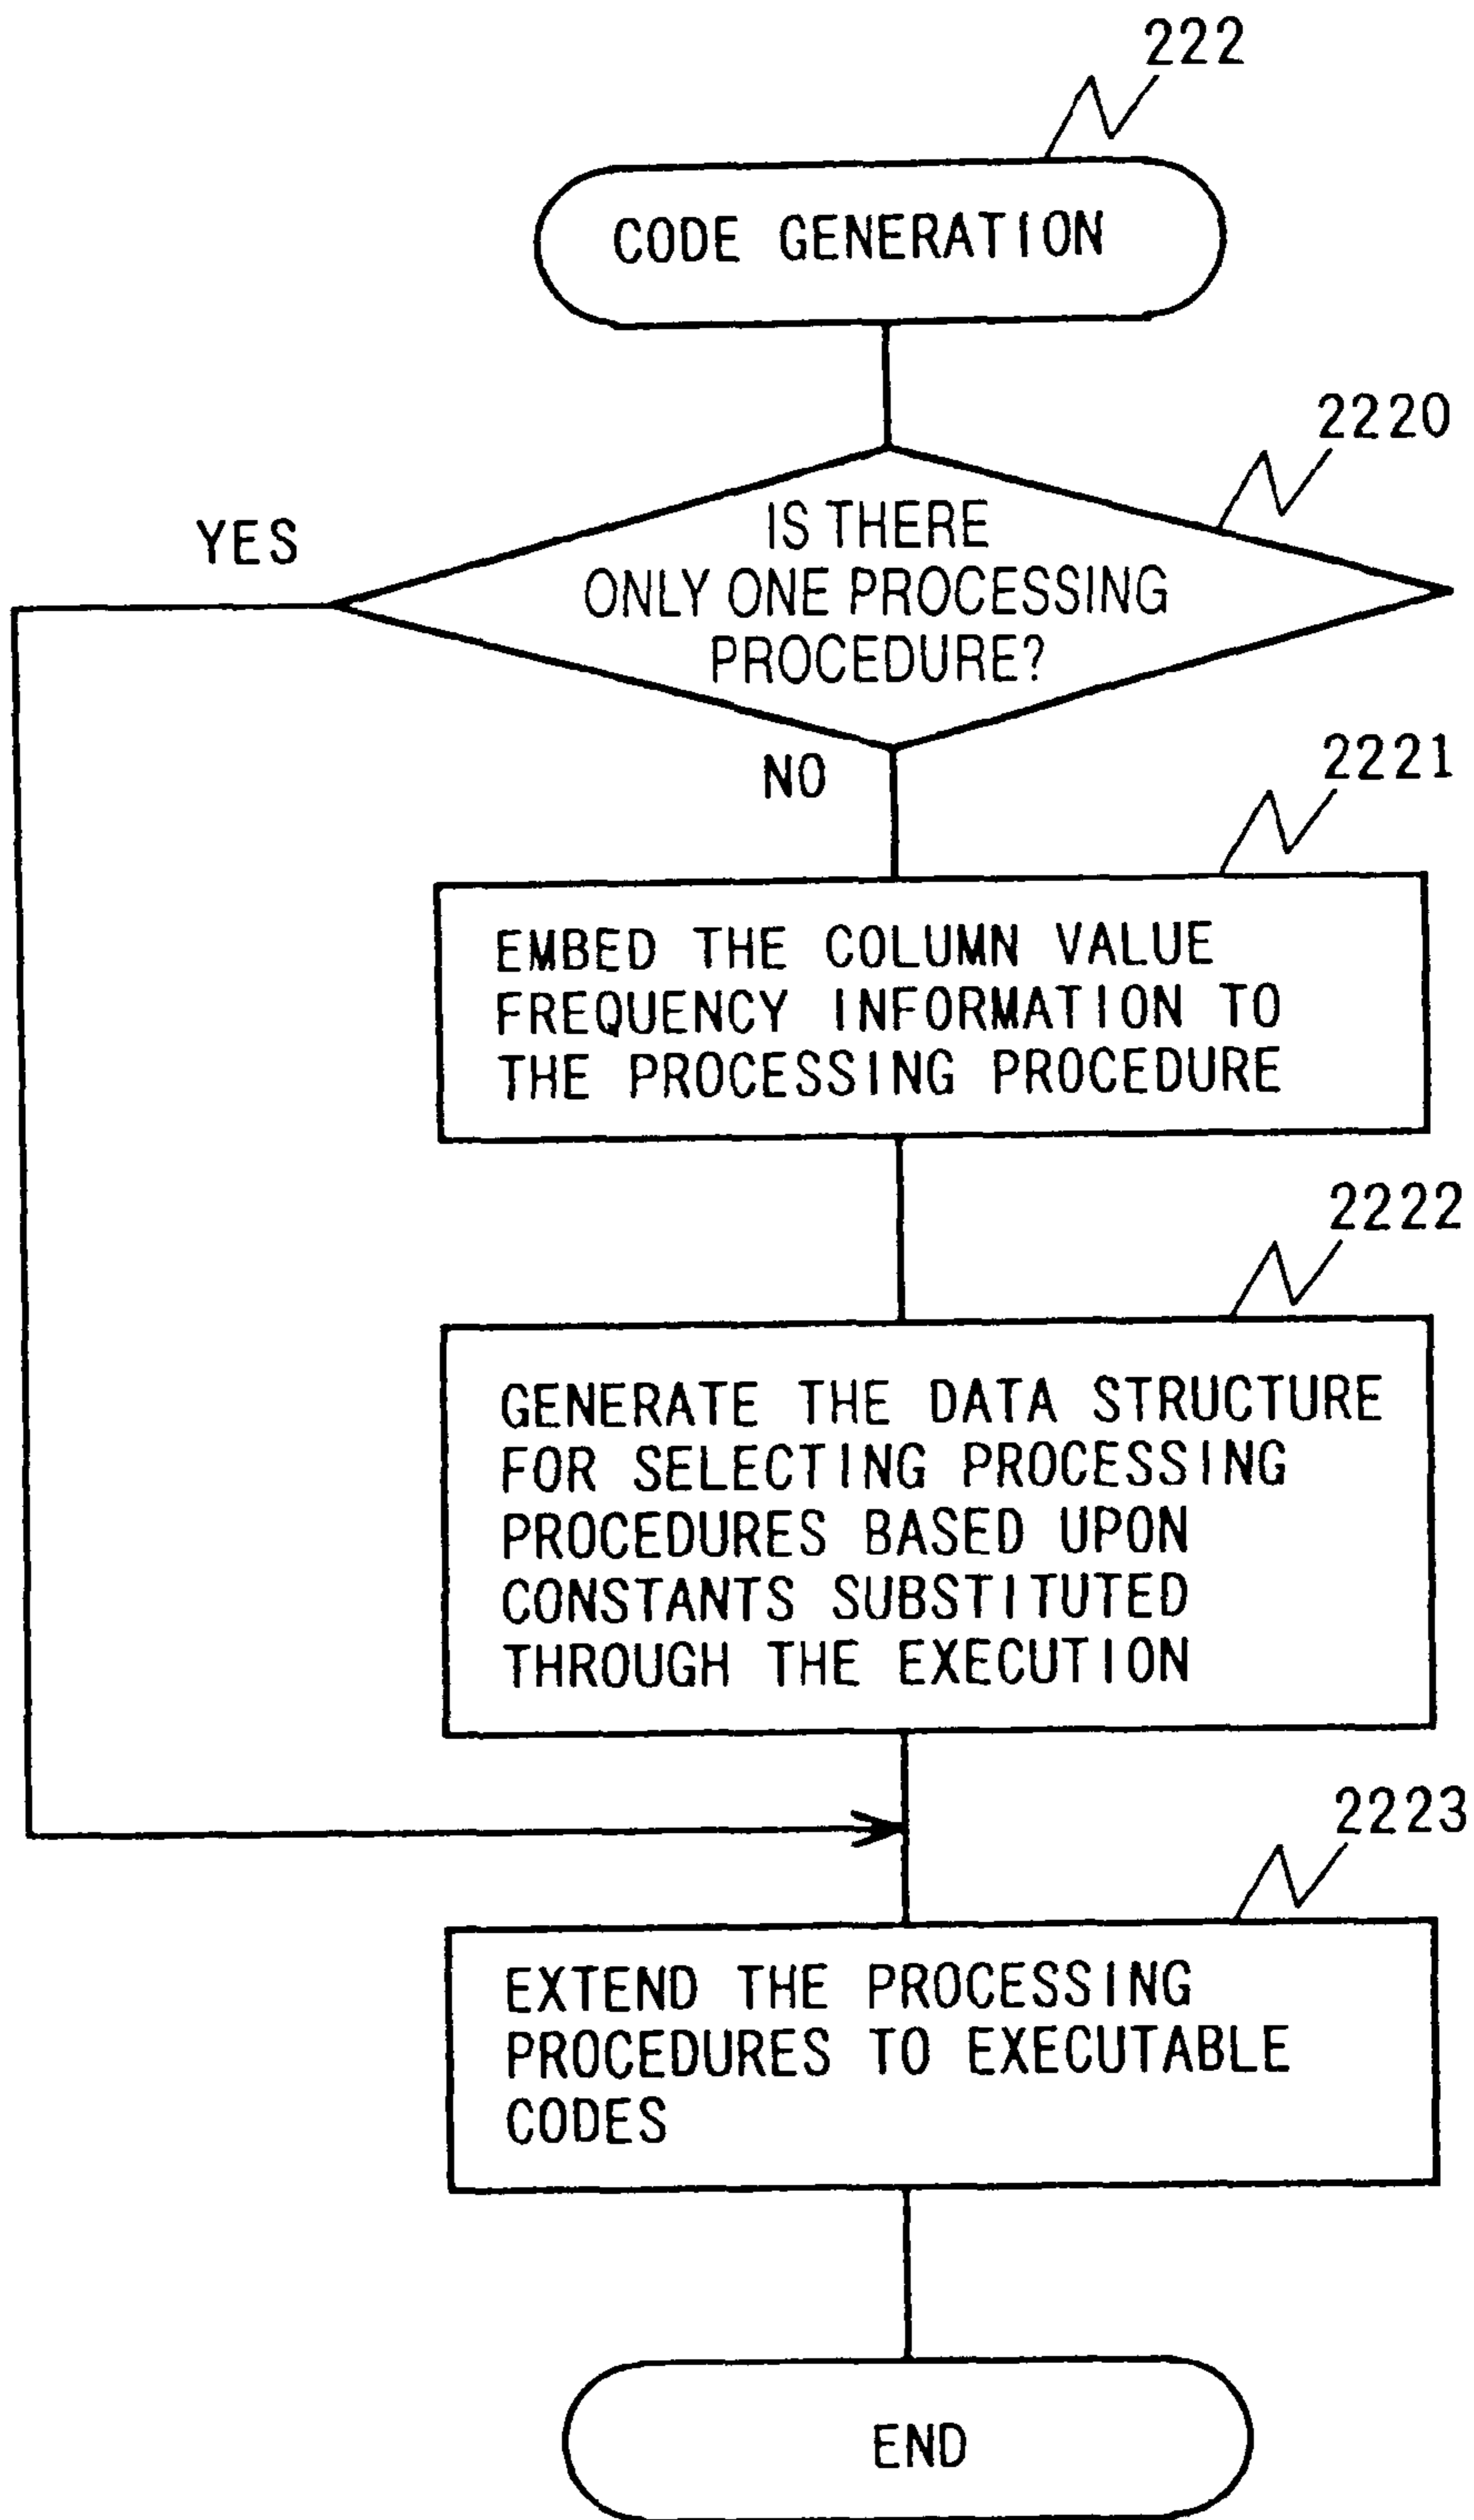 222
CODE GENERATION
2220
IS THERE
ONLY ONE PROCESSING
PROCEDURE?
YES
NO
2221
EMBED THE COLUMN VALUE
FREQUENCY INFORMATION TO
THE PROCESSING PROCEDURE
2222
GENERATE THE DATA STRUCTURE
FOR SELECTING PROCESSING
PROCEDURES BASED UPON
CONSTANTS SUBSTITUTED
THROUGH THE EXECUTION
2223
EXTEND THE PROCESSING
PROCEDURES TO EXECUTABLE
CODES
END